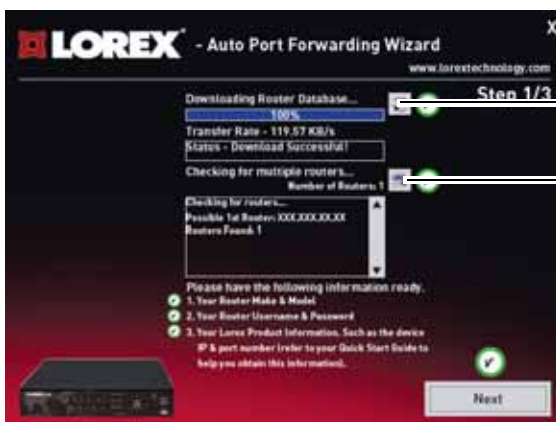 X
LOREX - Auto Port Forwarding Wizard
www.lorextechnology.com
Step 1/3
Downloading Router Database...
100%
Transfer Rate - 119.57 KB/s
Status - Download Successful!
Checking for multiple routers...
Number of Routers: 1
Checking for routers...
Possible 1st Router: XXX.XXX.XX.XX
Routers Found: 1
Please have the following information ready.
1. Your Router Make & Model
2. Your Router Username & Password
3. Your Lorex Product Information. Such as the device
IP & port number (refer to your Quick Start Guide to
help you obtain this information).
Next